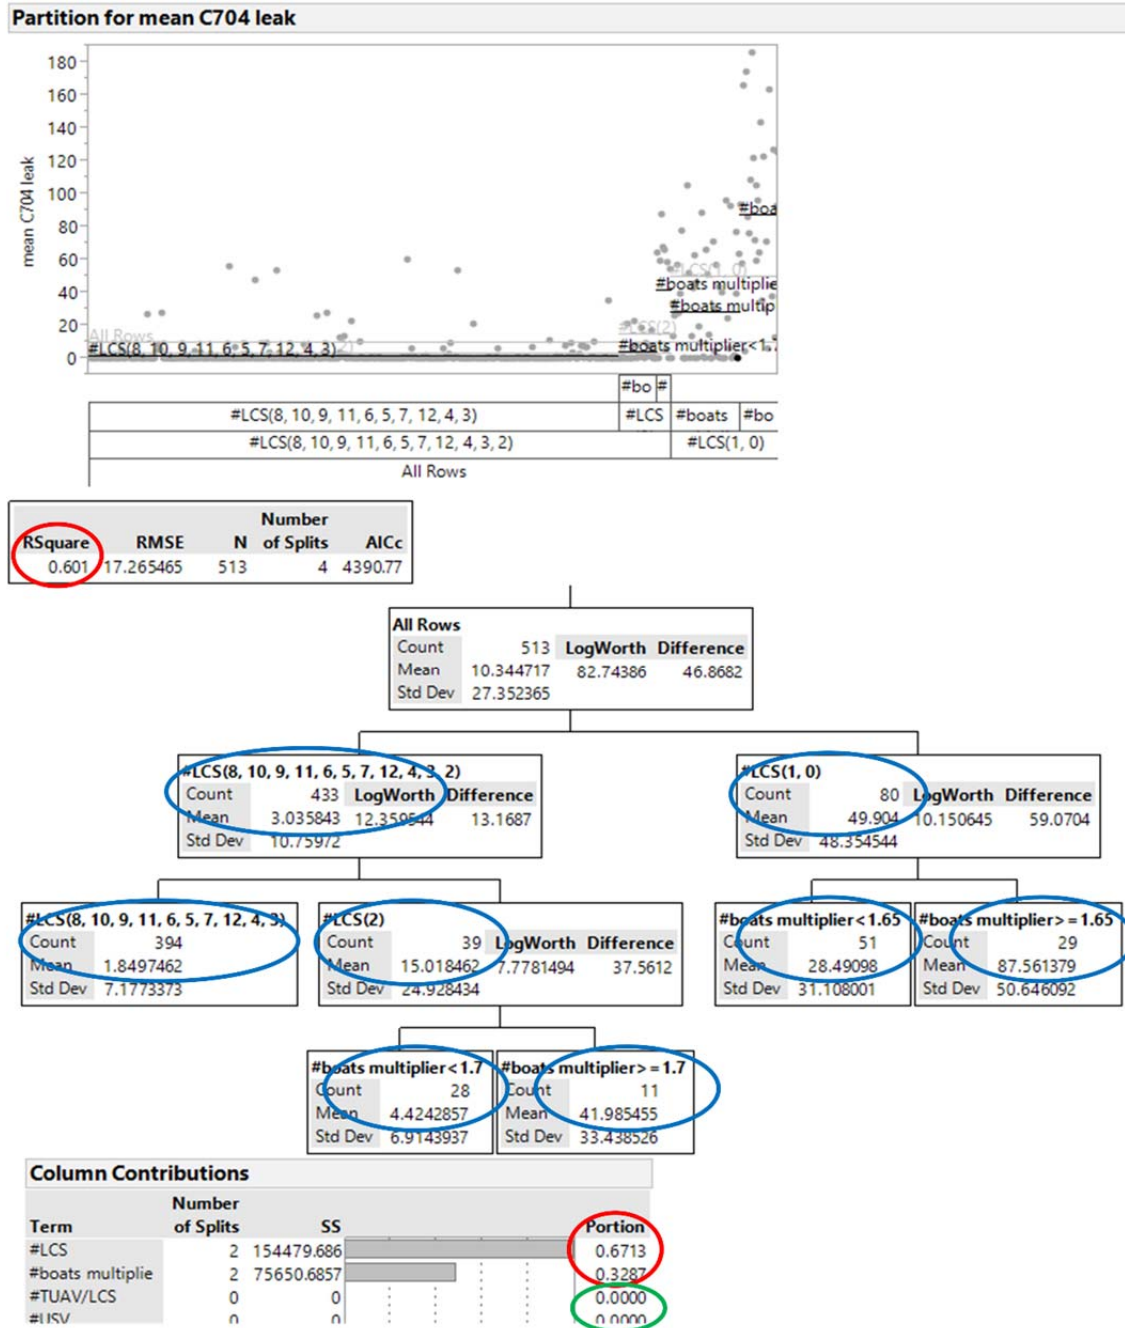 Partition for mean C704 leak
180
160
140
120
100
80
60
40
20
0
mean C704 leak
All Rows
#LCS(8, 10, 9, 11, 6, 5, 7, 12, 4, 3)
#LCS(2)
#boats multiplier<1.7
#LCS(1, 0)
#boats multiplie
#boats multip
#boa
#bo #
#LCS(8, 10, 9, 11, 6, 5, 7, 12, 4, 3) #LCS #boats #bo
#LCS(8, 10, 9, 11, 6, 5, 7, 12, 4, 3, 2) #LCS(1, 0)
All Rows
Number
RSquare RMSE N of Splits AICc
0.601 17.265465 513 4 4390.77
All Rows
Count 513 LogWorth Difference
Mean 10.344717 82.74386 46.8682
Std Dev 27.352365
#LCS(8, 10, 9, 11, 6, 5, 7, 12, 4, 3, 2)
Count 433 LogWorth Difference
Mean 3.035843 12.359544 13.1687
Std Dev 10.75972
#LCS(1, 0)
Count 80 LogWorth Difference
Mean 49.904 10.150645 59.0704
Std Dev 48.354544
#LCS(8, 10, 9, 11, 6, 5, 7, 12, 4, 3)
Count 394
Mean 1.8497462
Std Dev 7.1773373
#LCS(2)
Count 39 LogWorth Difference
Mean 15.018462 7.7781494 37.5612
Std Dev 24.928434
#boats multiplier<1.65
Count 51
Mean 28.49098
Std Dev 31.108001
#boats multiplier>=1.65
Count 29
Mean 87.561379
Std Dev 50.646092
#boats multiplier<1.7
Count 28
Mean 4.4242857
Std Dev 6.9143937
#boats multiplier>=1.7
Count 11
Mean 41.985455
Std Dev 33.438526
Column Contributions
Number
Term of Splits SS Portion
#LCS 2 154479.686 0.6713
#boats multiplie 2 75650.6857 0.3287
#TUAV/LCS 0 0 0.0000
#USV 0 0 0.0000